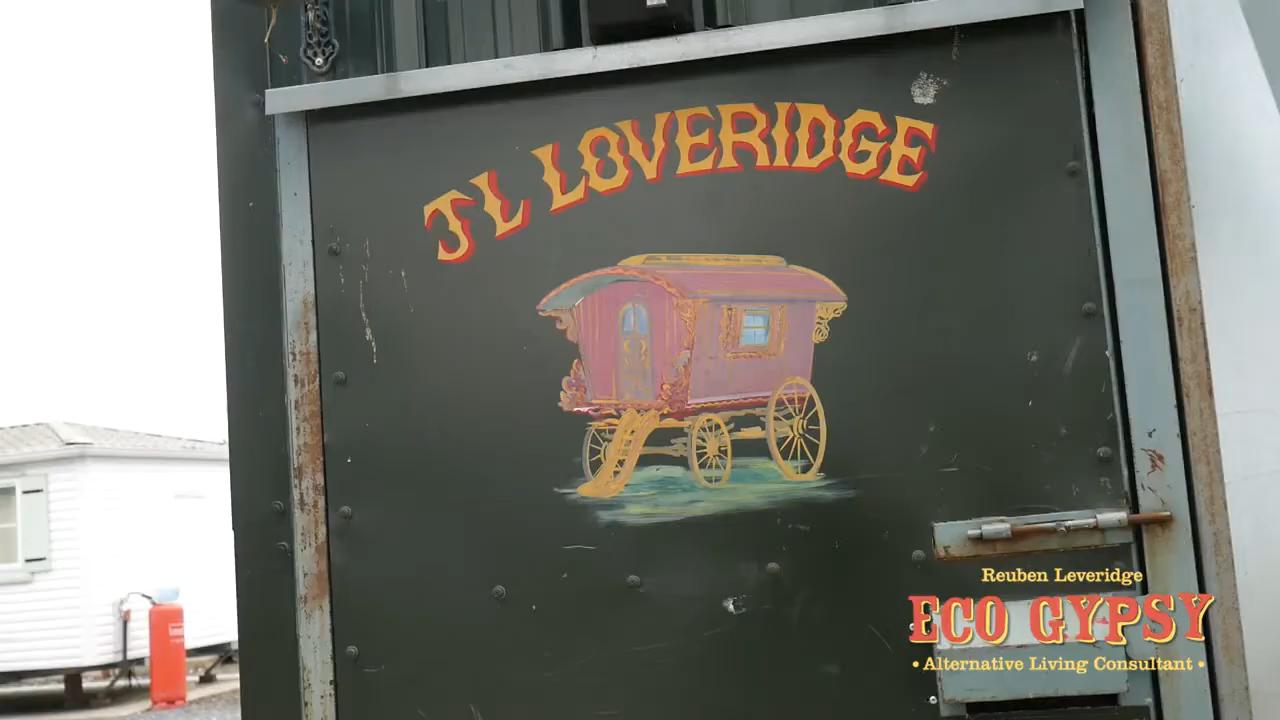 JL LOVERIDGE
Reuben Leveridge
ECO GYPSY
• Alternative Living Consultant •